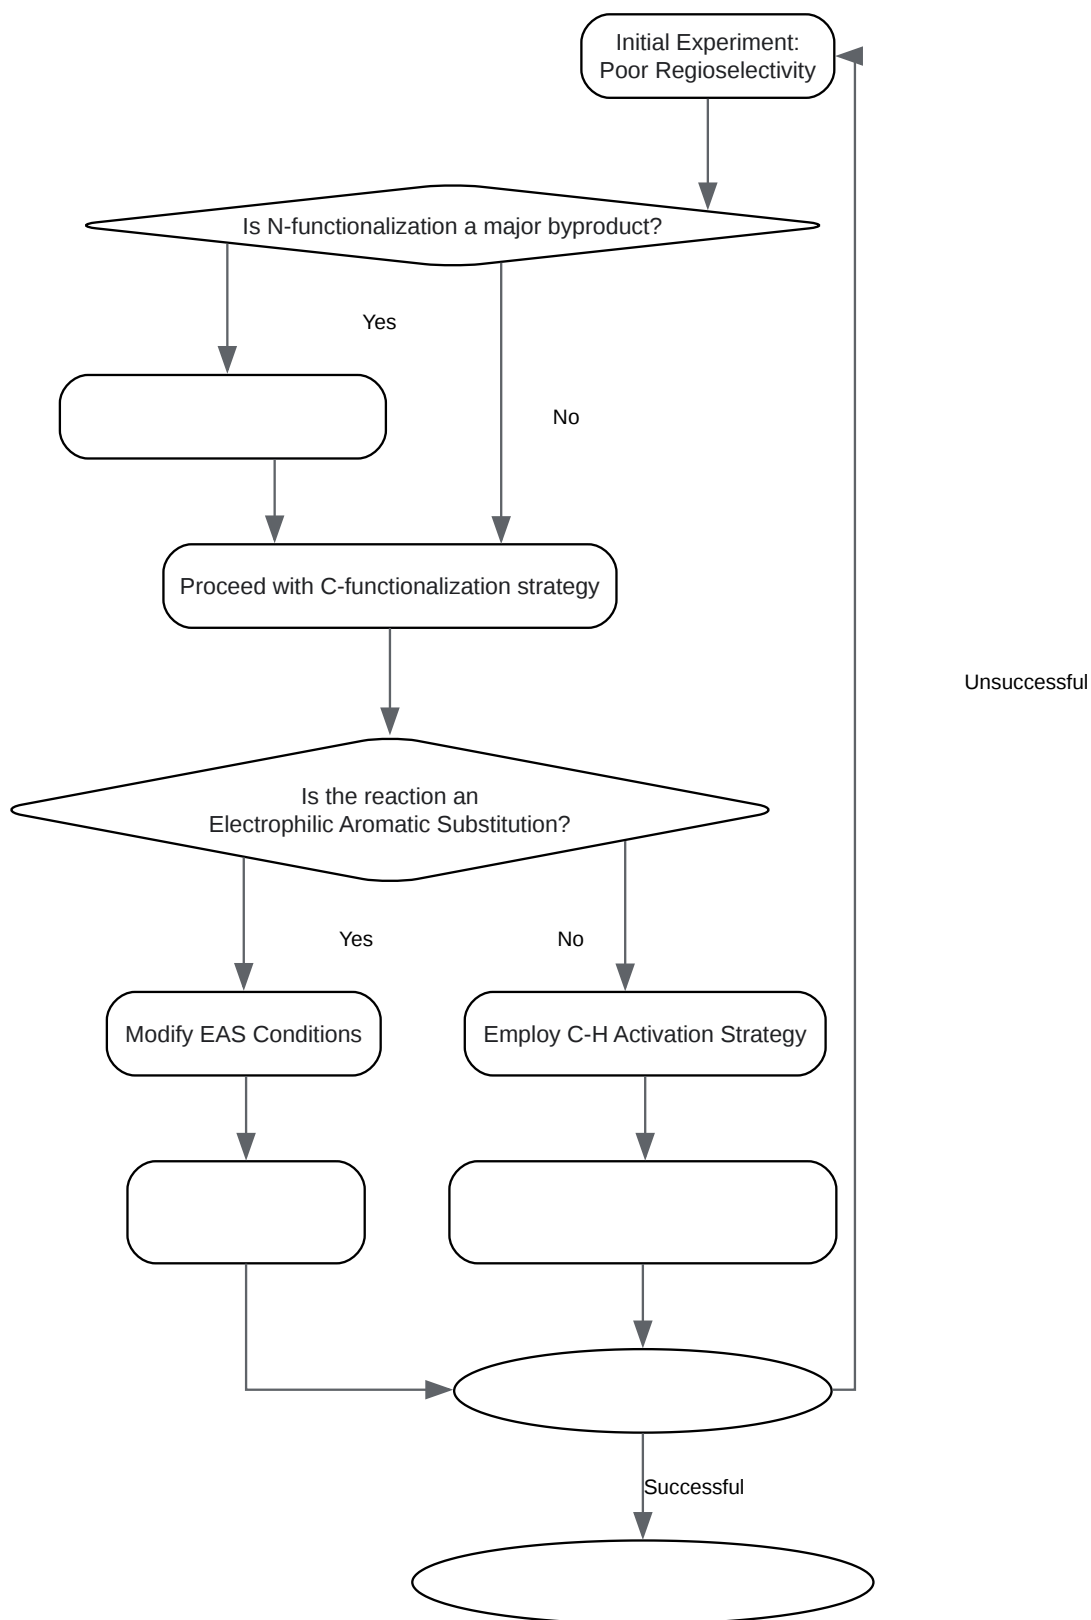 Initial Experiment:
Poor Regioselectivity
Is N-functionalization a major byproduct?
Yes
No
Proceed with C-functionalization strategy
Unsuccessful
Is the reaction an
Electrophilic Aromatic Substitution?
Yes
No
Modify EAS Conditions
Employ C-H Activation Strategy
Successful